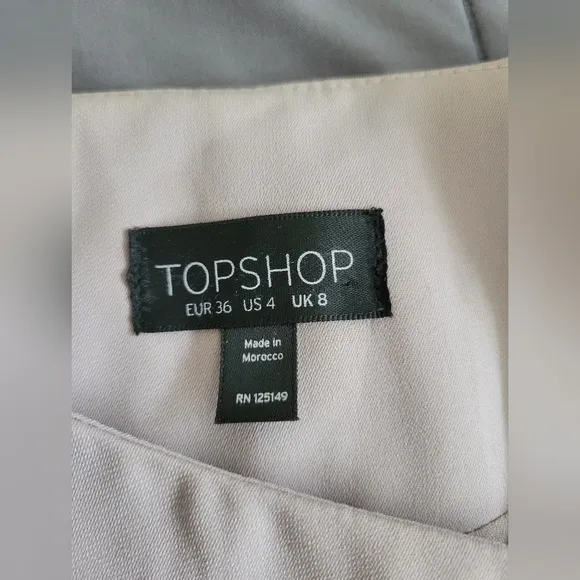 TOPSHOP
EUR 36 US 4 UK 8
Made in
Morocco
RN 125149